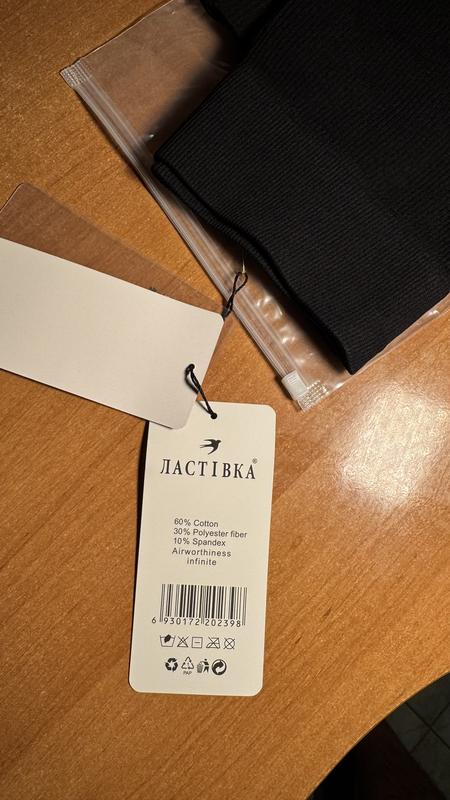 ЛАСТІВКА®
60% Cotton
30% Polyester fiber
10% Spandex
Airworthiness
infinite
6 930172 202398
PAP